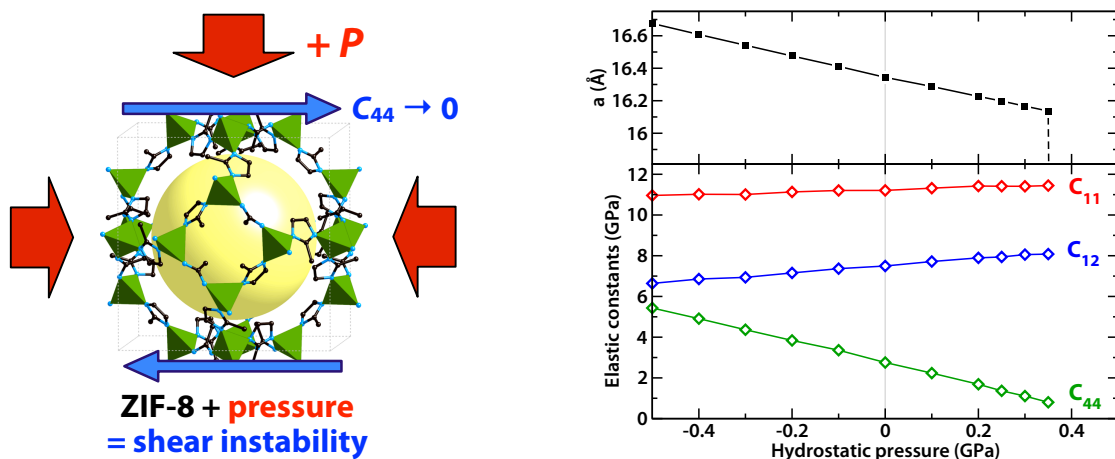 + P
C44 → 0
ZIF-8 + pressure
= shear instability
a (Å)
16.6
16.4
16.2
16
Elastic constants (GPa)
12
10
8
6
4
2
0
C11
C12
C44
-0.4
-0.2
0
0.2
0.4
Hydrostatic pressure (GPa)